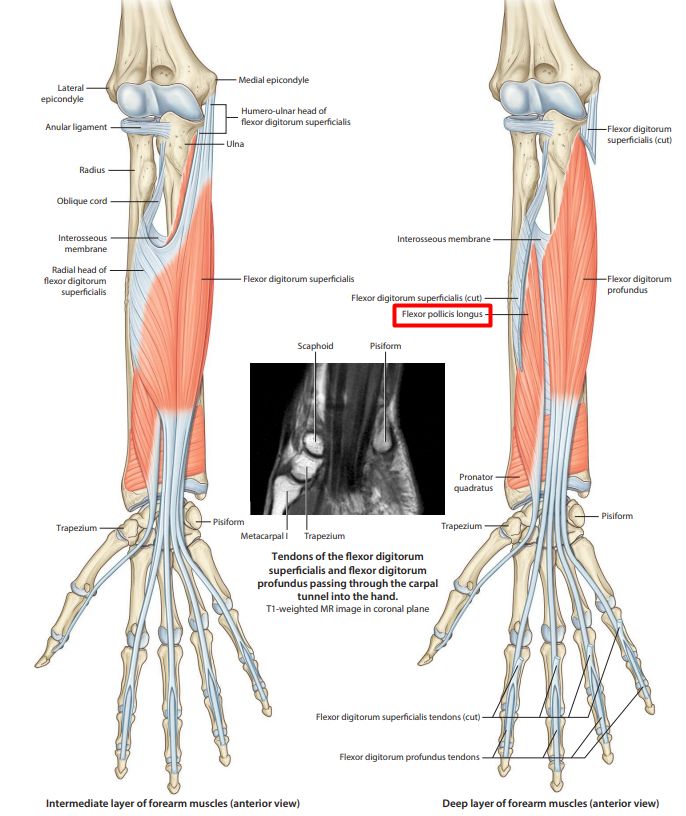 Lateral
epicondyle
Medial epicondyle
Humero-ulnar head of
flexor digitorum superficialis
Anular ligament
Ulna
Radius
Oblique cord
Interosseous
membrane
Radial head of
flexor digitorum
superficialis
Flexor digitorum superficialis
Trapezium
Pisiform
Intermediate layer of forearm muscles (anterior view)
Scaphoid
Pisiform
Metacarpal I
Trapezium
Tendons of the flexor digitorum
superficialis and flexor digitorum
profundus passing through the carpal
tunnel into the hand.
T1-weighted MR image in coronal plane
Flexor digitorum
superficialis (cut)
Interosseous membrane
Flexor digitorum
profundus
Flexor digitorum superficialis (cut)
Flexor pollicis longus
Pronator
quadratus
Trapezium
Pisiform
Flexor digitorum superficialis tendons (cut)
Flexor digitorum profundus tendons
Deep layer of forearm muscles (anterior view)